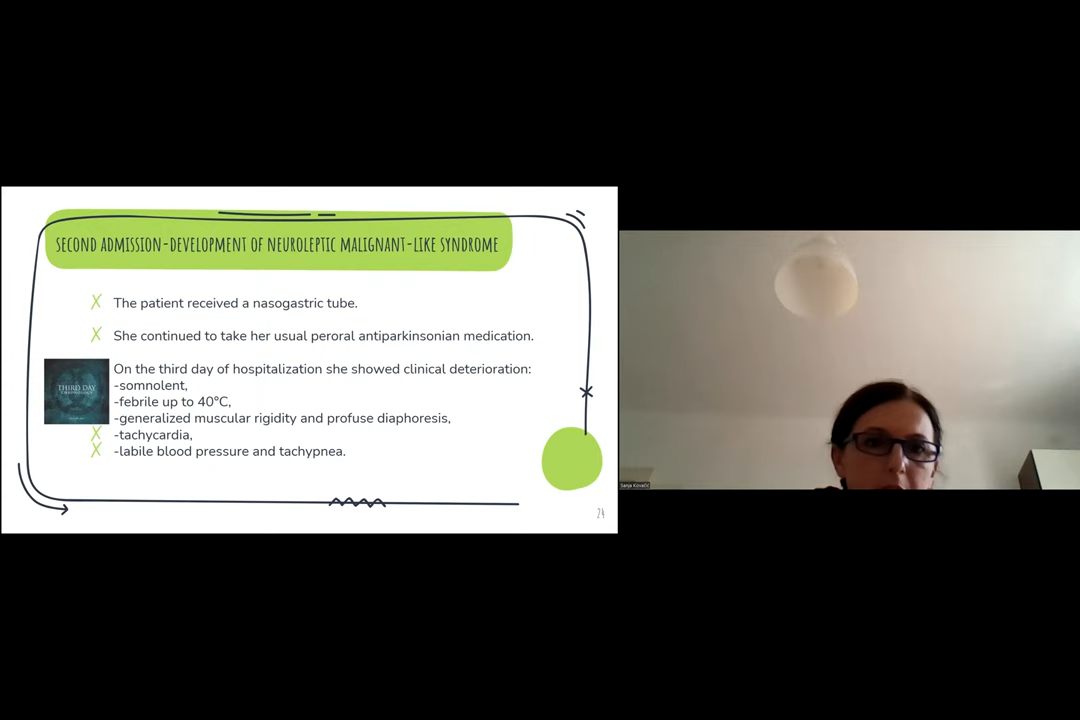 SECOND ADMISSION-DEVELOPMENT OF NEUROLEPTIC MALIGNANT-LIKE SYNDROME
The patient received a nasogastric tube.
She continued to take her usual peroral antiparkinsonian medication.
On the third day of hospitalization she showed clinical deterioration:
-somnolent,
-febrile up to 40°C,
-generalized muscular rigidity and profuse diaphoresis,
-tachycardia,
-labile blood pressure and tachypnea.
THIRD DAY
24
Sanja Kovačić